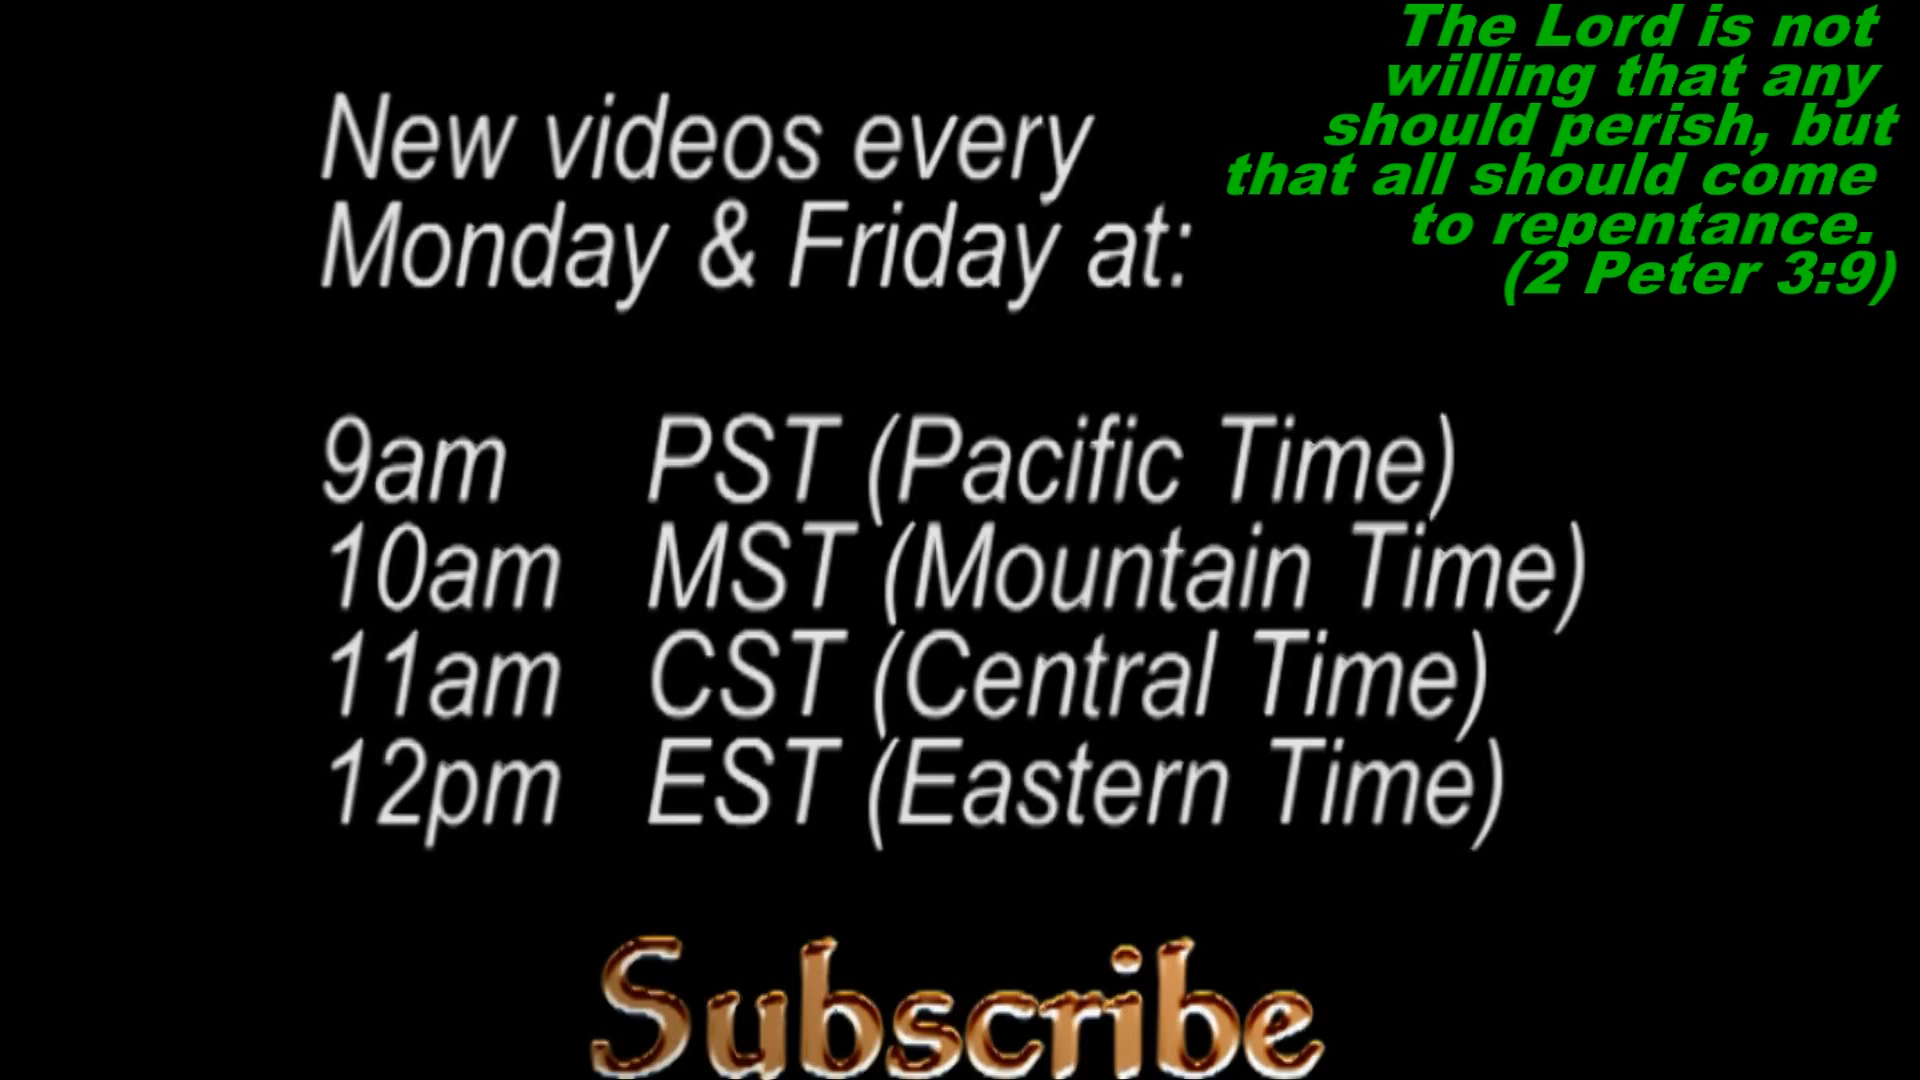 The Lord is not
willing that any
should perish, but
that all should come
to repentance.
(2 Peter 3:9)
New videos every
Monday & Friday at:
9am PST (Pacific Time)
10am MST (Mountain Time)
11am CST (Central Time)
12pm EST (Eastern Time)
Subscribe